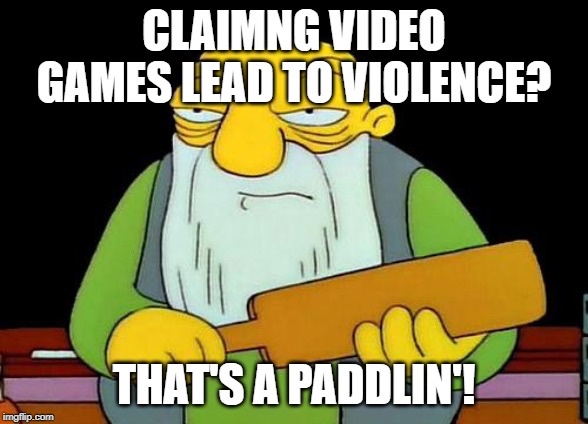 CLAIMNG VIDEO
GAMES LEAD TO VIOLENCE?
THAT'S A PADDLIN'!
imgflip.com